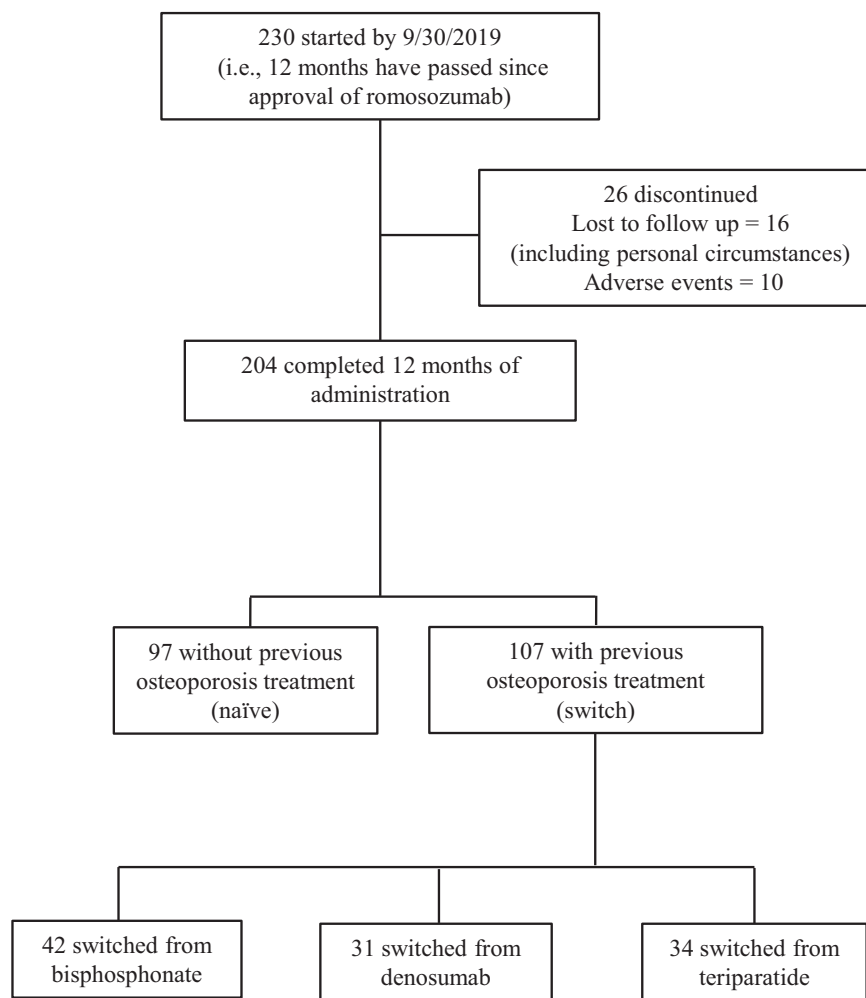 230 started by 9/30/2019
(i.e., 12 months have passed since
approval of romosozumab)
26 discontinued
Lost to follow up = 16
(including personal circumstances)
Adverse events = 10
204 completed 12 months of
administration
97 without previous
osteoporosis treatment
(naïve)
107 with previous
osteoporosis treatment
(switch)
42 switched from
bisphosphonate
31 switched from
denosumab
34 switched from
teriparatide